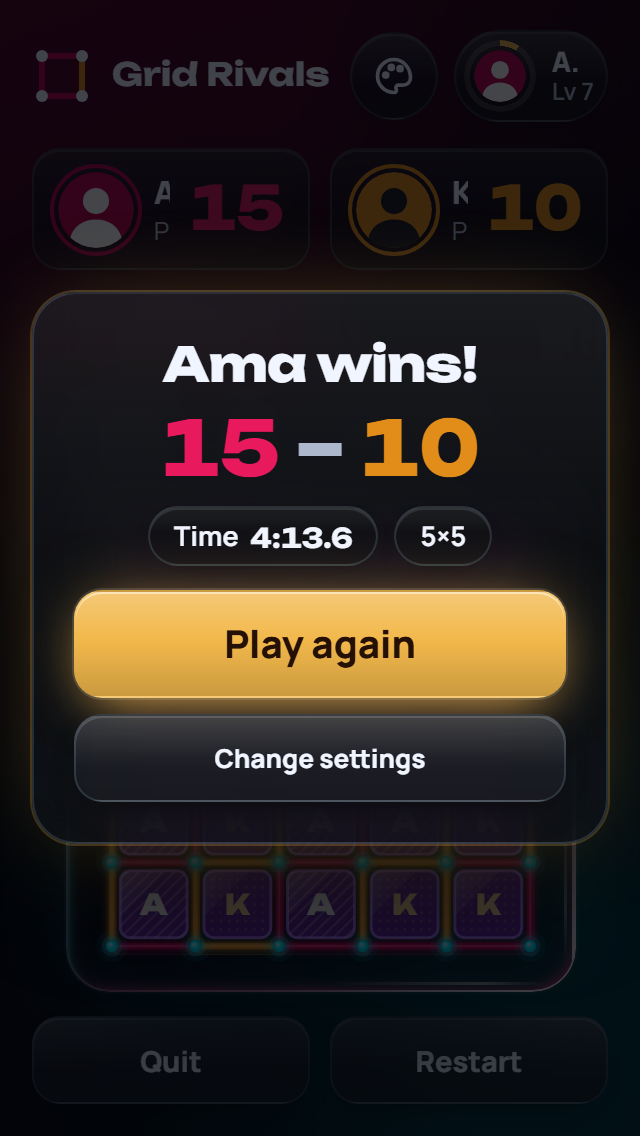 Grid Rivals
A.
Lv 7
A 15
P
K 10
P
Ama wins!
15 – 10
Time 4:13.6 5×5
Play again
Change settings
A K A A K
A K A K K
Quit Restart